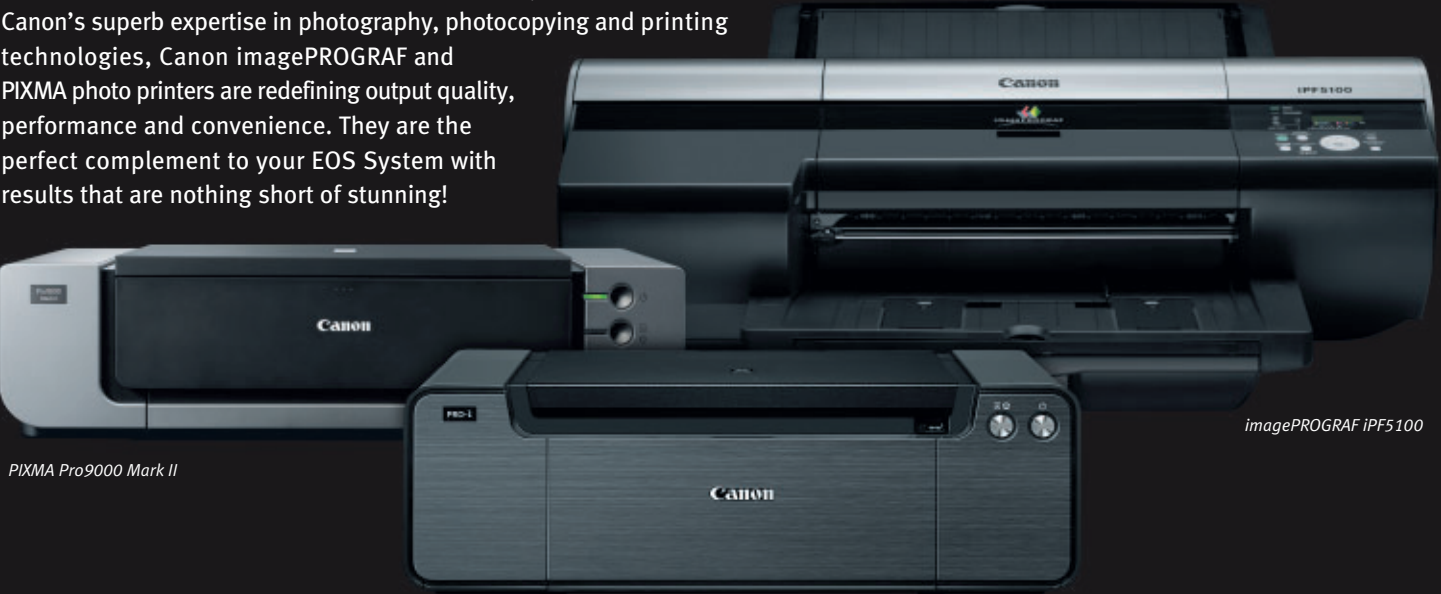 Canon’s superb expertise in photography, photocopying and printing
technologies, Canon imagePROGRAF and
PIXMA photo printers are redefining output quality,
performance and convenience. They are the
perfect complement to your EOS System with
results that are nothing short of stunning!
Canon
iPF5100
imagePROGRAF
Canon
PRO-1
Canon
imagePROGRAF iPF5100
PIXMA Pro9000 Mark II